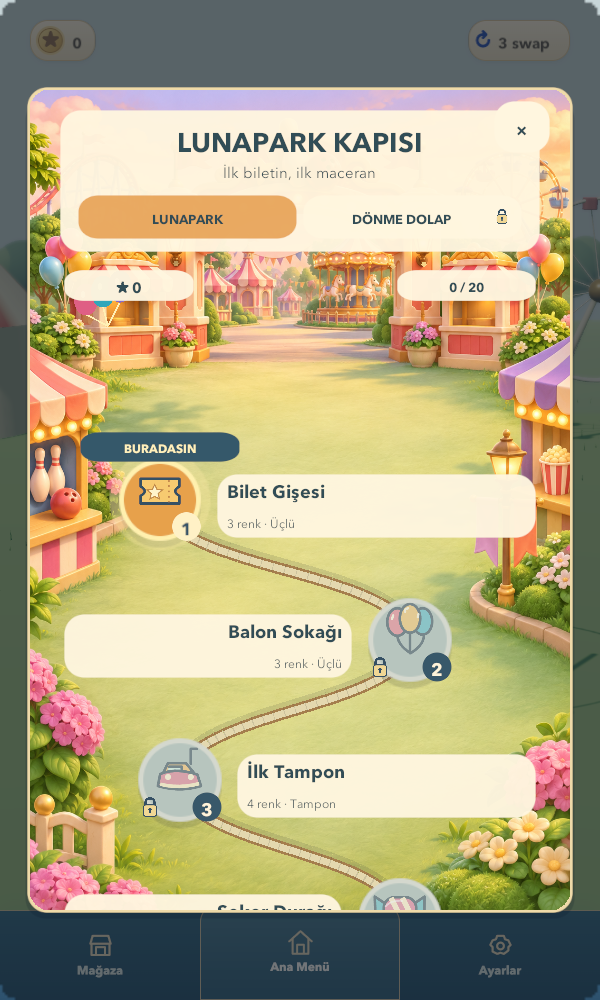 0
3 swap
×
LUNAPARK KAPISI
İlk biletin, ilk maceran
LUNAPARK
DÖNME DOLAP
★ 0
0 / 20
BURADASIN
Bilet Gişesi
3 renk · Üçlü
1
Balon Sokağı
3 renk · Üçlü
2
İlk Tampon
4 renk · Tampon
3
Şeker Durağı
Mağaza
Ana Menü
Ayarlar